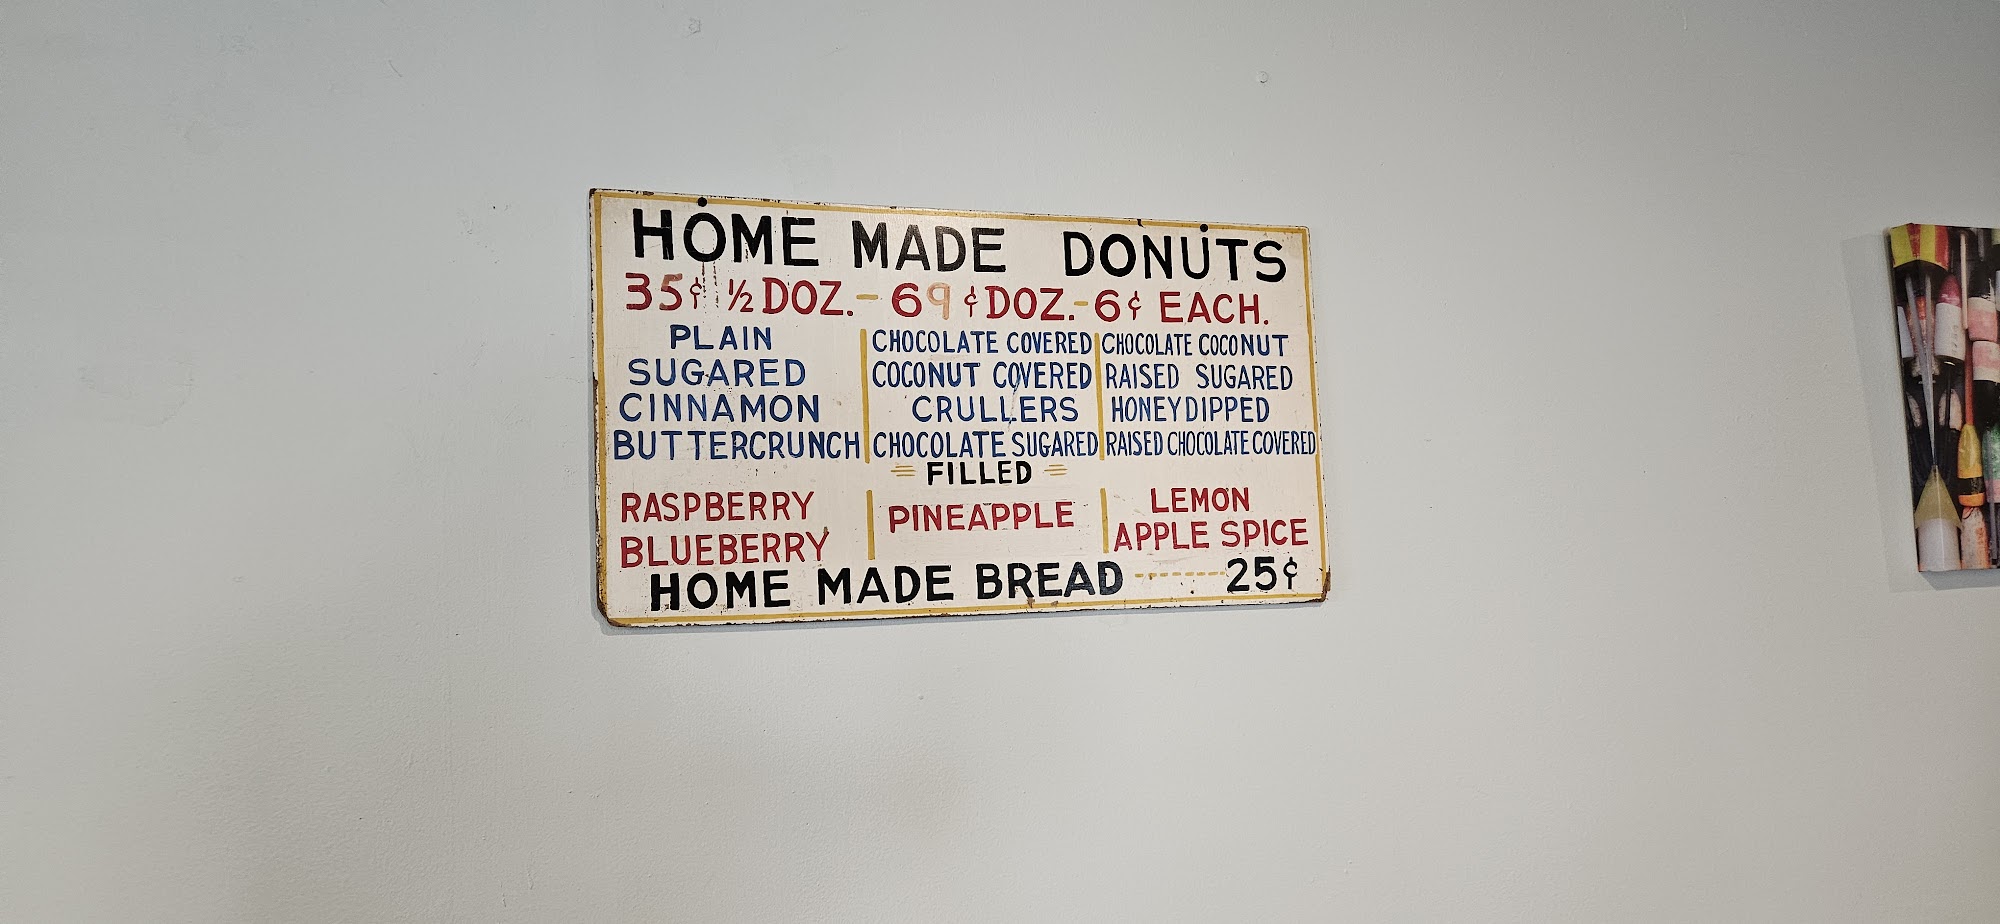 HOME MADE DONUTS
35¢ ½ DOZ. - 69¢ DOZ. - 6¢ EACH.
PLAIN CHOCOLATE COVERED CHOCOLATE COCONUT
SUGARED COCONUT COVERED RAISED SUGARED
CINNAMON CRULLERS HONEY DIPPED
BUTTERCRUNCH CHOCOLATE SUGARED RAISED CHOCOLATE COVERED
FILLED
RASPBERRY PINEAPPLE LEMON
BLUEBERRY APPLE SPICE
HOME MADE BREAD ------- 25¢